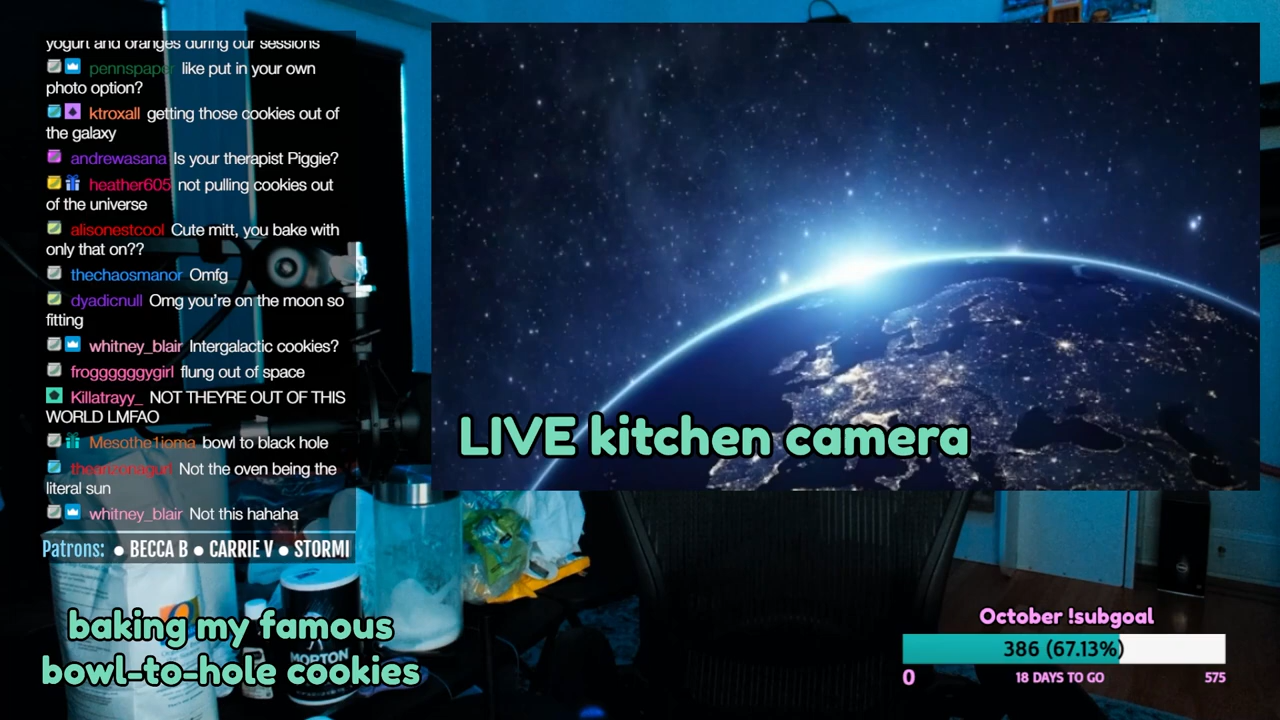 yogurt and oranges during our sessions
pennspaper like put in your own
photo option?
ktroxall getting those cookies out of
the galaxy
andrewasana Is your therapist Piggie?
heather605 not pulling cookies out
of the universe
alisonestcool Cute mitt, you bake with
only that on??
thechaosmanor Omfg
dyadicnull Omg you're on the moon so
fitting
whitney_blair Intergalactic cookies?
froggggggygirl flung out of space
Killatrayy_ NOT THEYRE OUT OF THIS
WORLD LMFAO
Mesothe1ioma bowl to black hole
Not the oven being the
literal sun
whitney_blair Not this hahaha
Patrons: ● BECCA B ● CARRIE V ● STORMI
LIVE kitchen camera
MORTON
baking my famous
bowl-to-hole cookies
October !subgoal
386 (67.13%)
0 18 DAYS TO GO 575